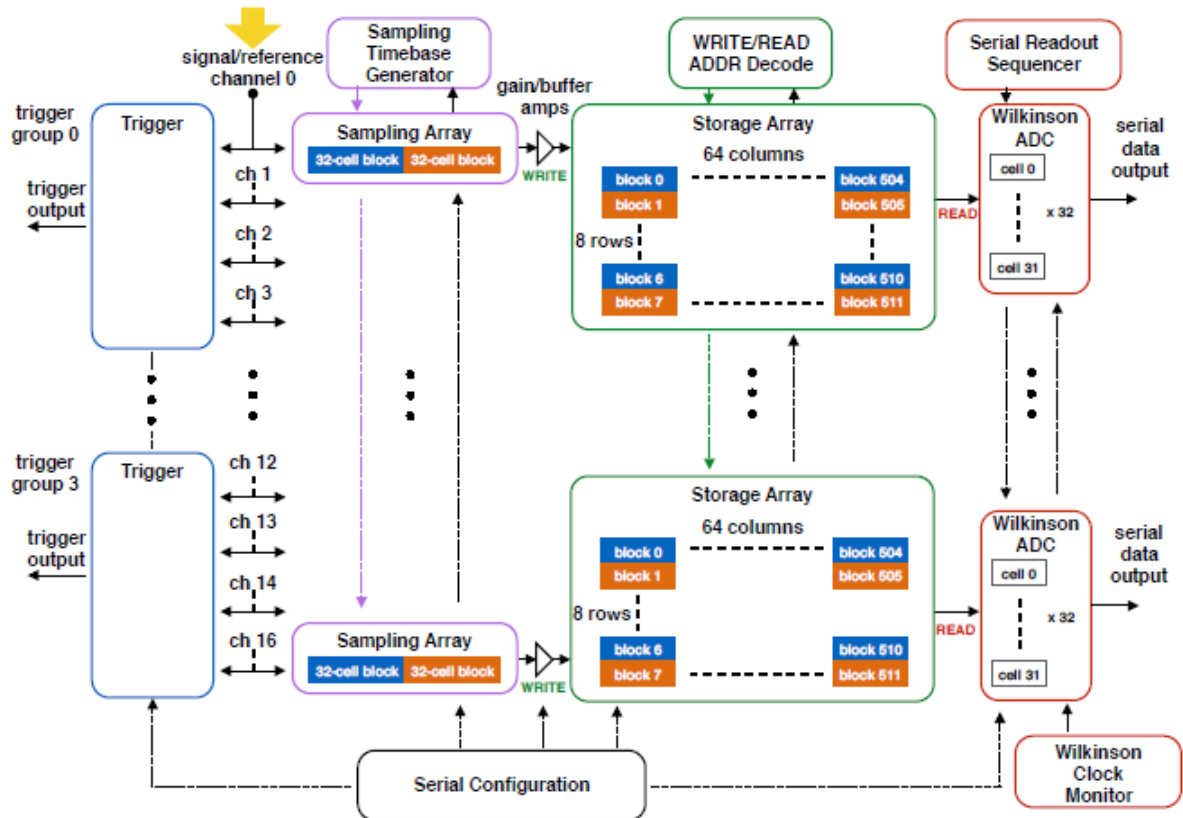 signal/reference
channel 0
Sampling
Timebase
Generator
WRITE/READ
ADDR Decode
Serial Readout
Sequencer
gain/buffer
amps
trigger
group 0
Trigger
Sampling Array
32-cell block 32-cell block
WRITE
Storage Array
64 columns
block 0
block 504
block 1
block 505
8 rows
block 6
block 510
block 7
block 511
READ
Wilkinson
ADC
cell 0
x 32
cell 31
serial
data
output
trigger
output
ch 1
ch 2
ch 3
trigger
group 3
Trigger
trigger
output
ch 12
ch 13
ch 14
ch 16
Sampling Array
32-cell block 32-cell block
WRITE
Storage Array
64 columns
block 0
block 504
block 1
block 505
8 rows
block 6
block 510
block 7
block 511
READ
Wilkinson
ADC
cell 0
x 32
cell 31
serial
data
output
Serial Configuration
Wilkinson
Clock
Monitor